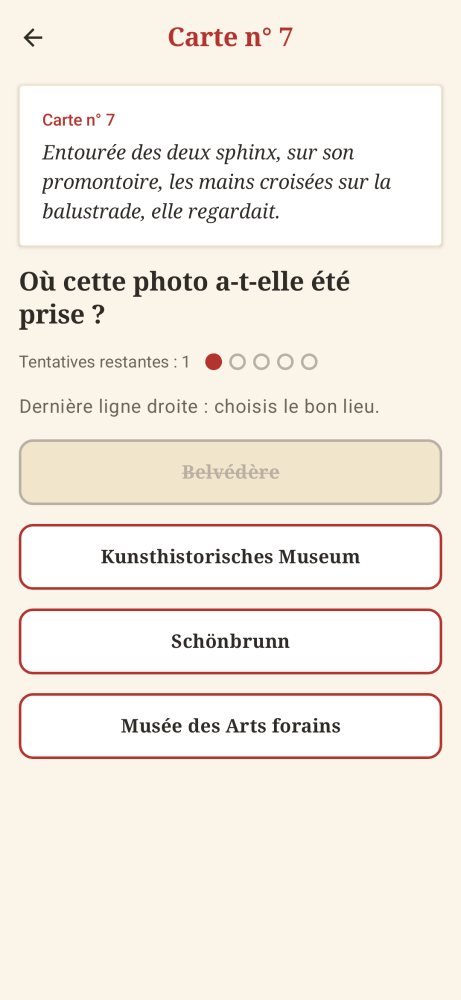 Carte n° 7
Carte n° 7
Entourée des deux sphinx, sur son
promontoire, les mains croisées sur la
balustrade, elle regardait.
Où cette photo a-t-elle été
prise ?
Tentatives restantes : 1
Dernière ligne droite : choisis le bon lieu.
Belvédère
Kunsthistorisches Museum
Schönbrunn
Musée des Arts forains